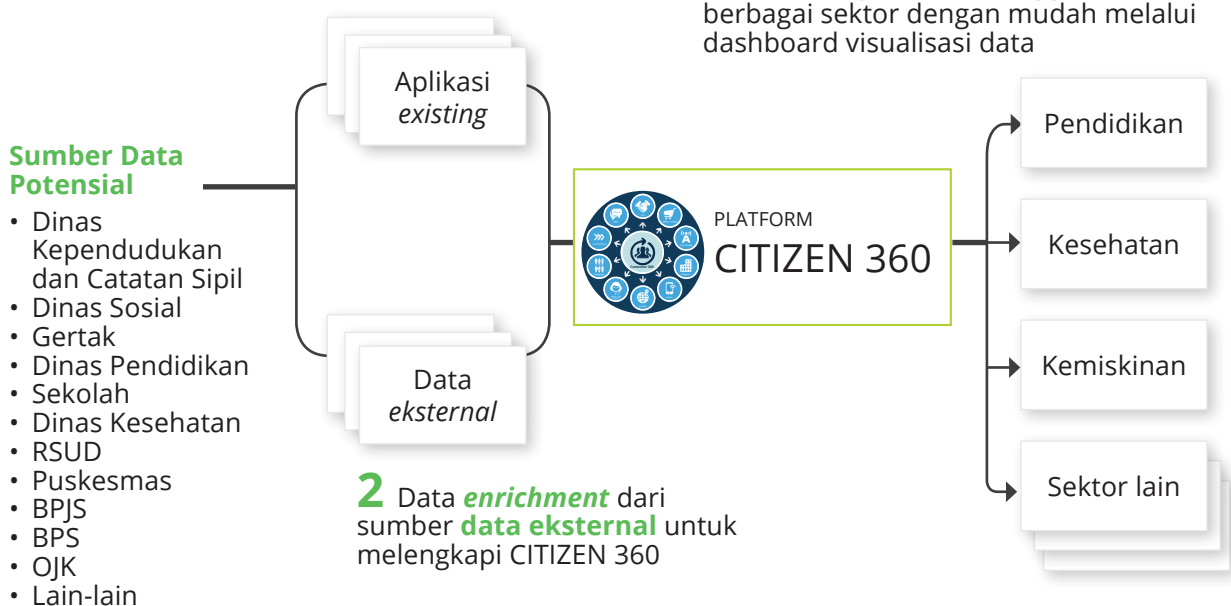 berbagai sektor dengan mudah melalui
dashboard visualisasi data
Aplikasi
existing
Sumber Data
Potensial
• Dinas
Kependudukan
dan Catatan Sipil
• Dinas Sosial
• Gertak
• Dinas Pendidikan
• Sekolah
• Dinas Kesehatan
• RSUD
• Puskesmas
• BPJS
• BPS
• OJK
• Lain-lain
Data
eksternal
2 Data enrichment dari
sumber data eksternal untuk
melengkapi CITIZEN 360
PLATFORM
CITIZEN 360
Pendidikan
Kesehatan
Kemiskinan
Sektor lain